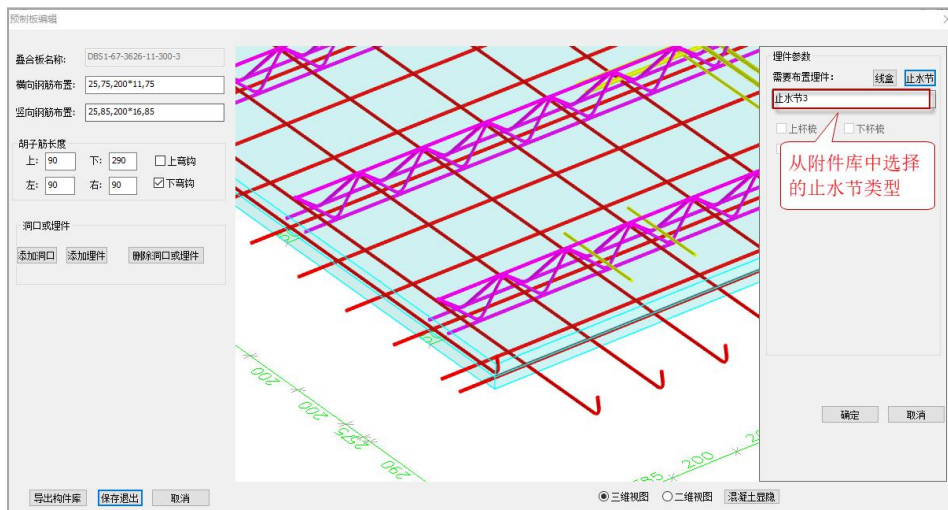 预制板编辑
叠合板名称: DBS1-67-3626-11-300-3
横向钢筋布置: 25,75,200*11,75
竖向钢筋布置: 25,85,200*16,85
胡子筋长度
上: 90 下: 290 上弯钩
左: 90 右: 90 下弯钩
洞口或埋件
添加洞口 添加埋件 删除洞口或埋件
导出构件库 保存退出 取消
200
200
25
75
290
200
埋件参数
需要布置埋件: 线盒 止水节
止水节3
上杯梳 下杯梳
从附件库中选择
的止水节类型
确定 取消
三维视图 二维视图 混凝土显隐